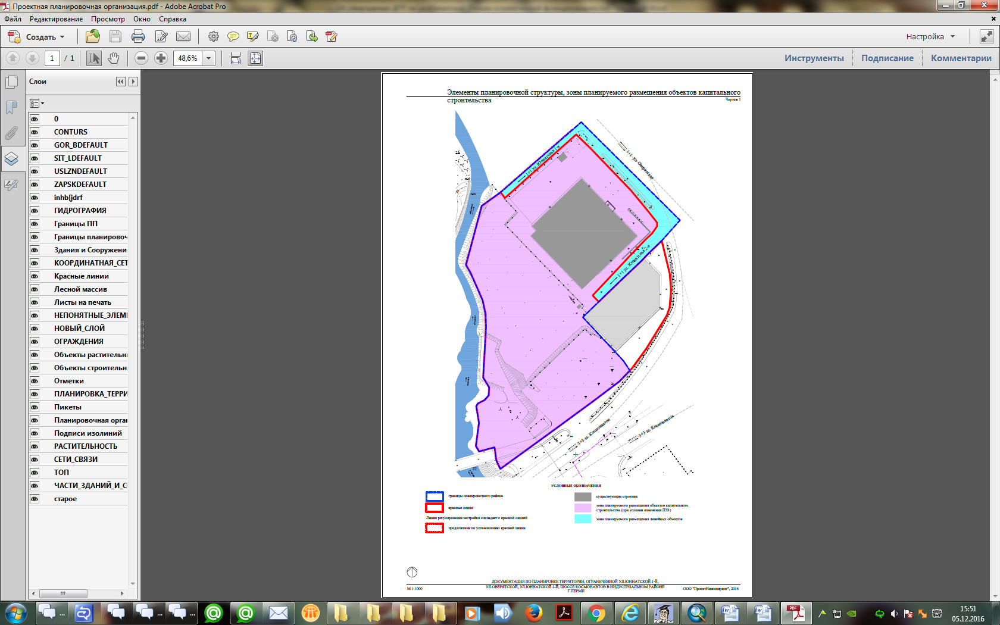 Проектная планировочная организация.pdf - Adobe Acrobat Pro
Файл Редактирование Просмотр Окно Справка
Создать
Настройка
1 / 1
48,6%
Инструменты Подписание Комментарии
Слои
0
CONTURS
GOR_BDEFAULT
SIT_LDEFAULT
USLZNDEFAULT
ZAPSKDEFAULT
inhb[jdrf
ГИДРОГРАФИЯ
Границы ПП
Границы планировоч
Здания и Сооружени
КООРДИНАТНАЯ_СЕТ
Красные линии
Лесной массив
Листы на печать
НЕПОНЯТНЫЕ_ЭЛЕМ
НОВЫЙ_СЛОЙ
ОГРАЖДЕНИЯ
Объекты растительн
Объекты строительн
Отметки
ПЛАНИРОВКА_ТЕРРИ
Пикеты
Планировочная орган
Подписи изолиний
РАСТИТЕЛЬНОСТЬ
СЕТИ_СВЯЗИ
ТОП
ЧАСТИ_ЗДАНИЙ_И_С
старое
Элементы планировочной структуры, зоны планируемого размещения объектов капитального
строительства
Чертеж 1
1+1 ул. Юннатская 1-я
1+1 ул. Оверятская
1+1 ул. Юннатская 2-я
3+3 ш. Космонавтов
3+3 ш. Космонавтов
УСЛОВНЫЕ ОБОЗНАЧЕНИЯ
границы планировочного района
красные линии
Линия регулирования застройки совпадает с красной линией
предложения по установлению красной линии
существующие строения
зона планируемого размещения объектов капитального
строительства (при условии изменения ПЗЗ)
зона планируемого размещения линейных объектов
М 1:1000
ДОКУМЕНТАЦИЯ ПО ПЛАНИРОВКЕ ТЕРРИТОРИИ, ОГРАНИЧЕННОЙ УЛ.ЮННАТСКОЙ 1-Й,
УЛ.ОВЕРЯТСКОЙ, УЛ.ЮННАТСКОЙ 2-Й, ШОССЕ КОСМОНАВТОВ В ИНДУСТРИАЛЬНОМ РАЙОНЕ
Г.ПЕРМИ
ООО "ПроектИнжиниринг", 2016
15:51
05.12.2016